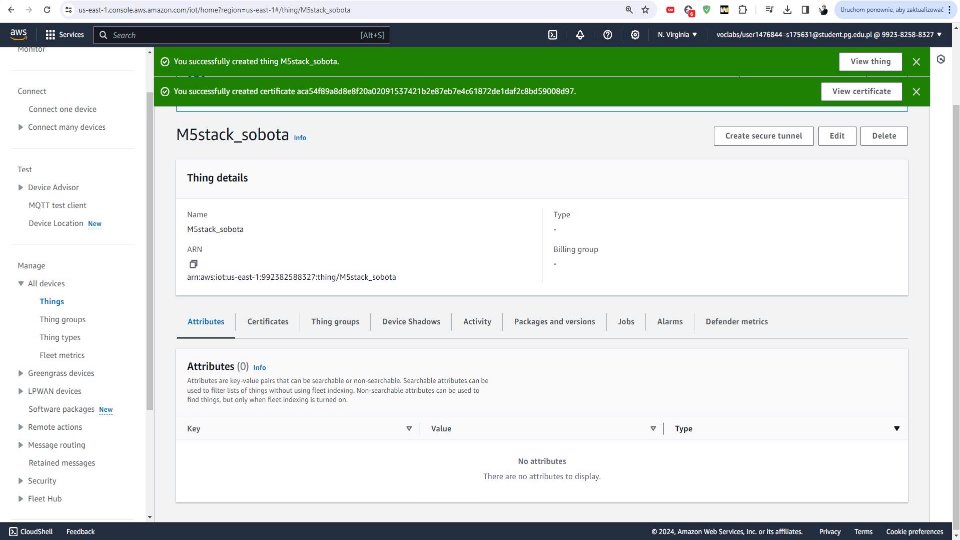 us-east-1.console.aws.amazon.com/iot/home?region=us-east-1#/thing/M5stack_sobota
Uruchom ponownie, aby zaktualizować
aws
Services
Search
[Alt+S]
N. Virginia
voclabs/user1476844-s175631@student.pg.edu.pl @ 9923-8258-8327
Monitor
Connect
Connect one device
Connect many devices
Test
Device Advisor
MQTT test client
Device Location New
Manage
All devices
Things
Thing groups
Thing types
Fleet metrics
Greengrass devices
LPWAN devices
Software packages New
Remote actions
Message routing
Retained messages
Security
Fleet Hub
You successfully created thing M5stack_sobota.
View thing
You successfully created certificate aca54f89a8d8e8f20a02091537421b2e87eb7e4c61872de1daf2c8bd59008d97.
View certificate
M5stack_sobota Info
Create secure tunnel
Edit
Delete
Thing details
Name
M5stack_sobota
ARN
arn:aws:iot:us-east-1:992382588327:thing/M5stack_sobota
Type
-
Billing group
-
Attributes
Certificates
Thing groups
Device Shadows
Activity
Packages and versions
Jobs
Alarms
Defender metrics
Attributes (0) Info
Attributes are key-value pairs that can be searchable or non-searchable. Searchable attributes can be
used to filter lists of things without using fleet indexing. Non-searchable attributes can be used to
find things, but only when fleet indexing is turned on.
Key
Value
Type
No attributes
There are no attributes to display.
CloudShell
Feedback
© 2024, Amazon Web Services, Inc. or its affiliates.
Privacy
Terms
Cookie preferences